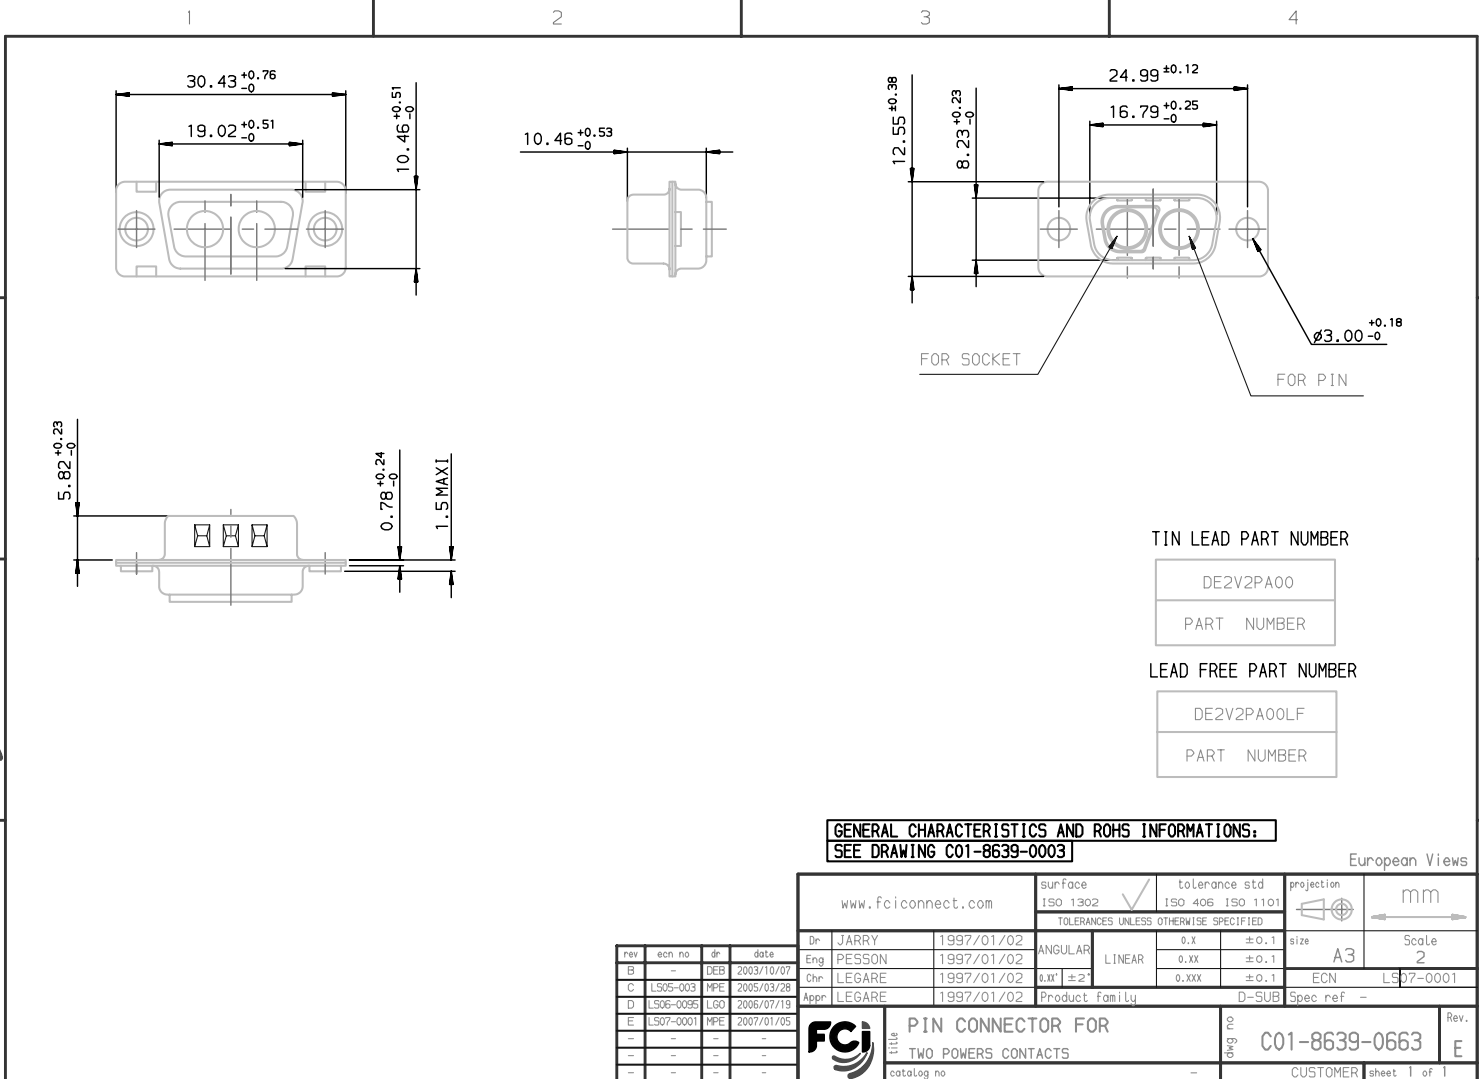 1 2 3 4
30.43 +0.76 -0
19.02 +0.51 -0
10.46 +0.51 -0
10.46 +0.53 -0
24.99 ±0.12
16.79 +0.25 -0
12.55 ±0.38
8.23 +0.23 -0
ø3.00 +0.18 -0
FOR SOCKET
FOR PIN
5.82 +0.23 -0
0.78 +0.24 -0
1.5 MAXI
TIN LEAD PART NUMBER
DE2V2PA00
PART NUMBER
LEAD FREE PART NUMBER
DE2V2PA00LF
PART NUMBER
GENERAL CHARACTERISTICS AND ROHS INFORMATIONS:
SEE DRAWING C01-8639-0003
European Views
www.fciconnect.com
surface
ISO 1302
tolerance std
ISO 406 ISO 1101
projection
mm
TOLERANCES UNLESS OTHERWISE SPECIFIED
Dr JARRY 1997/01/02
Eng PESSON 1997/01/02
Chr LEGARE 1997/01/02
Appr LEGARE 1997/01/02
ANGULAR
0.XX° ±2°
LINEAR
0.X ±0.1
0.XX ±0.1
0.XXX ±0.1
size A3
Scale
2
ECN LS07-0001
Product family D-SUB
Spec ref -
rev ecn no dr date
B - DEB 2003/10/07
C LS05-003 MPE 2005/03/28
D LS06-0095 LGO 2006/07/19
E LS07-0001 MPE 2007/01/05
- - - -
- - - -
- - - -
FCi
title
PIN CONNECTOR FOR
TWO POWERS CONTACTS
dwg no
C01-8639-0663
Rev.
E
catalog no -
CUSTOMER
sheet 1 of 1